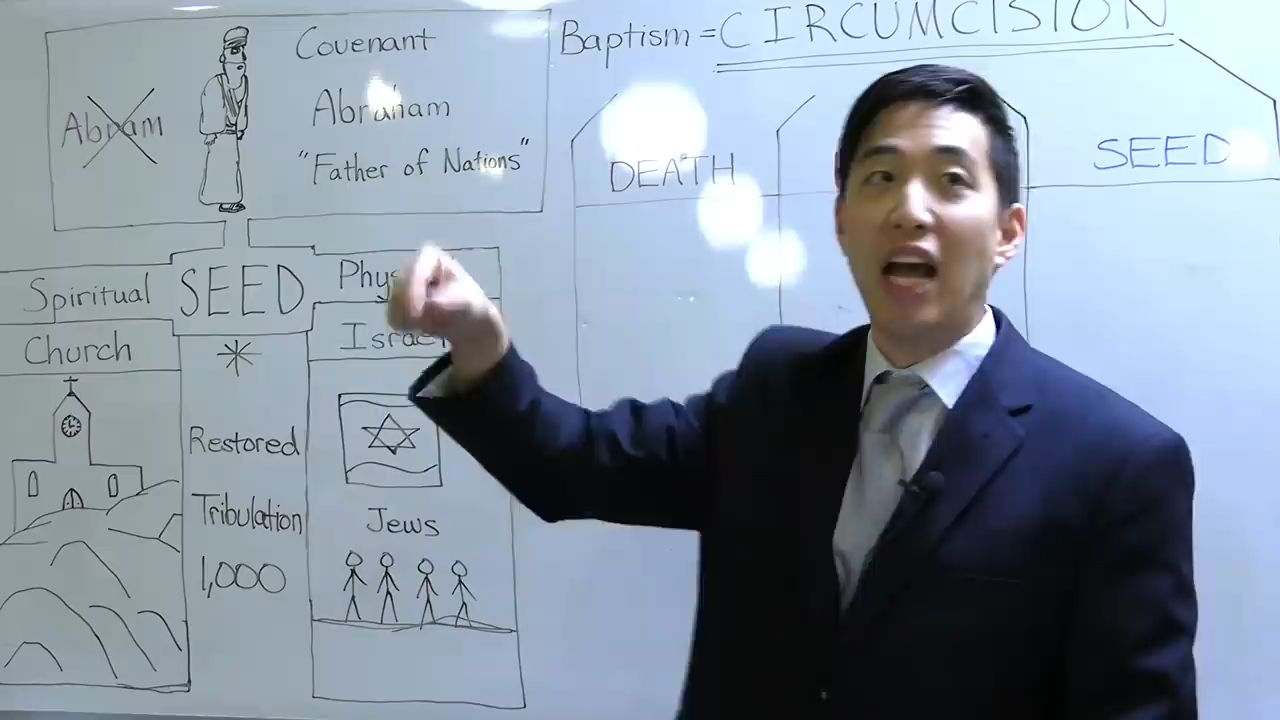 Abram
Covenant
Abraham
"Father of Nations"
Baptism = CIRCUMCISION
DEATH
SEED
Spiritual
SEED
Church
Restored
Tribulation
1,000
Jews